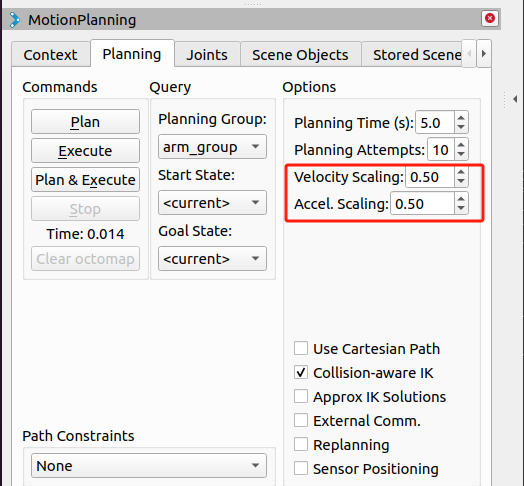 MotionPlanning
Context Planning Joints Scene Objects Stored Scene
Commands Query Options
Plan
Execute
Plan & Execute
Stop
Time: 0.014
Clear octomap
Planning Group:
arm_group
Start State:
<current>
Goal State:
<current>
Planning Time (s): 5.0
Planning Attempts: 10
Velocity Scaling: 0.50
Accel. Scaling: 0.50
Use Cartesian Path
Collision-aware IK
Approx IK Solutions
External Comm.
Replanning
Sensor Positioning
Path Constraints
None